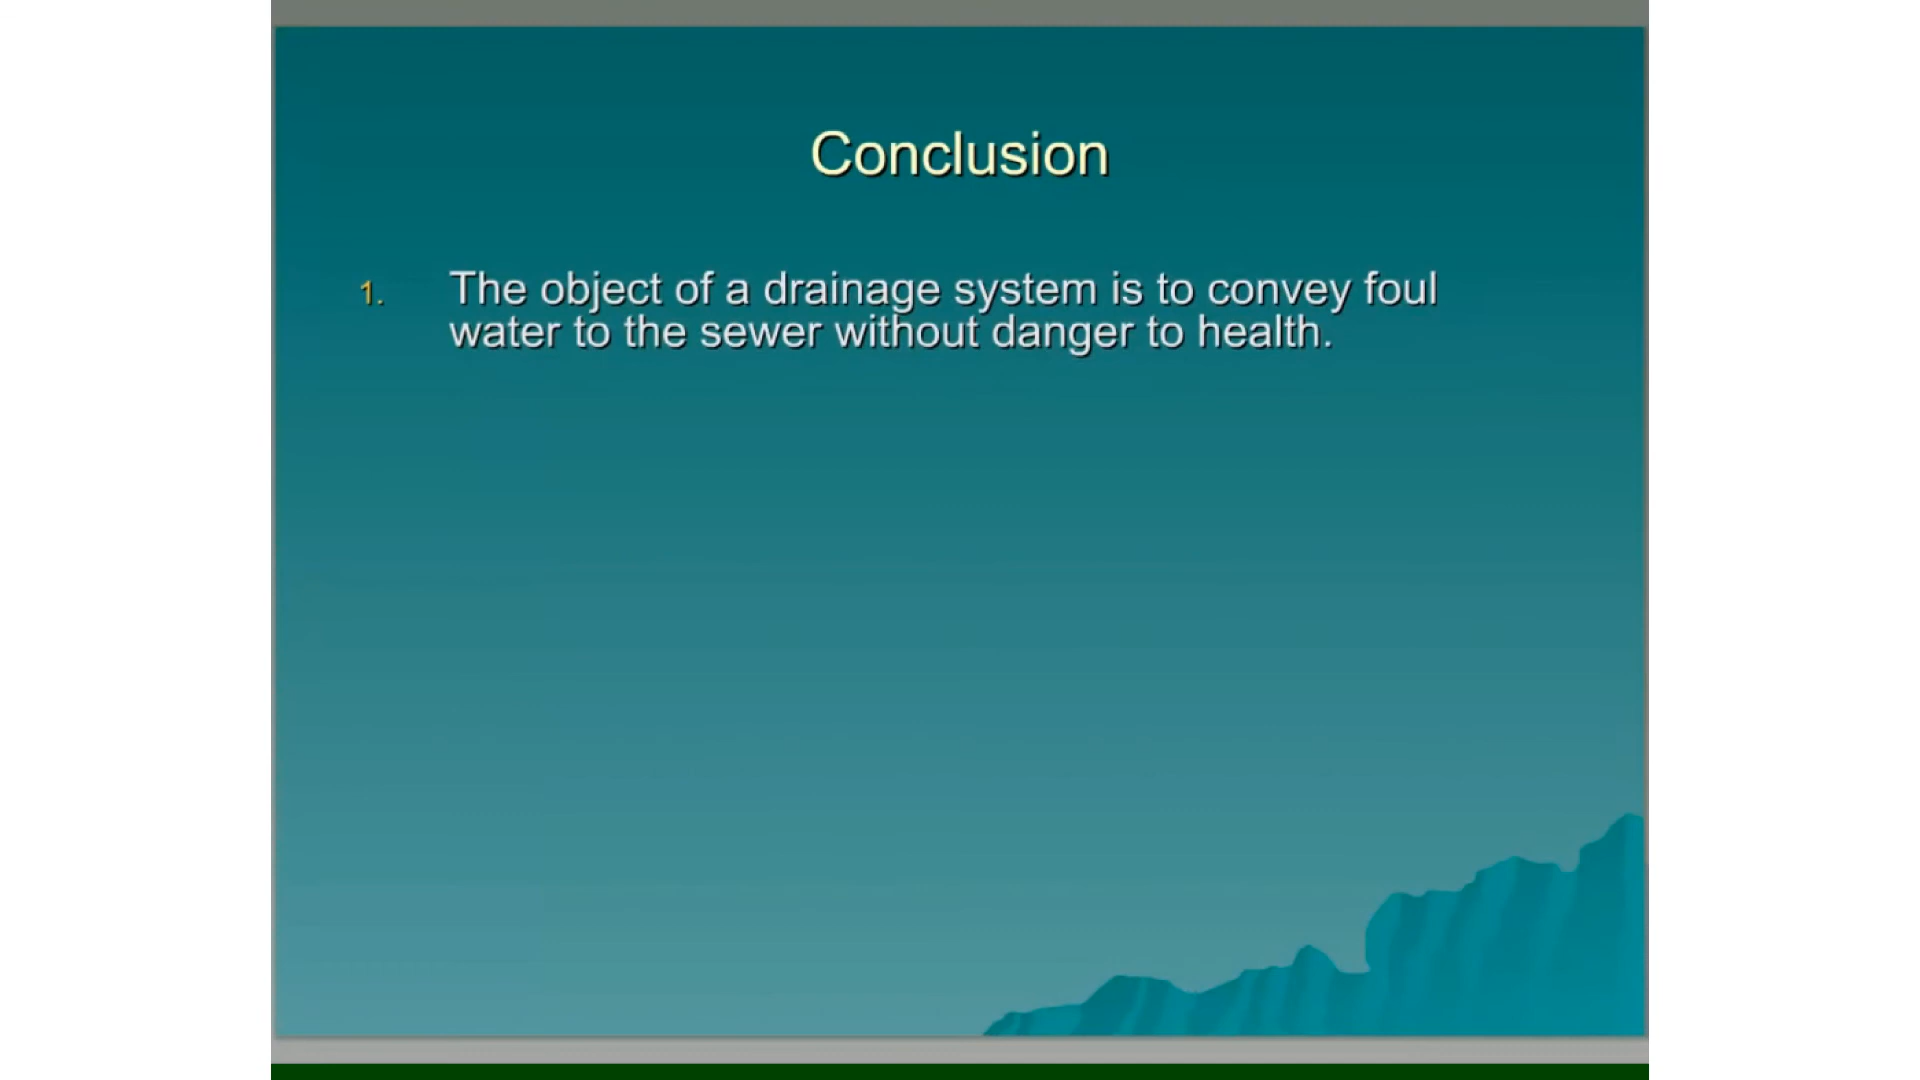 Conclusion
1. The object of a drainage system is to convey foul
water to the sewer without danger to health.